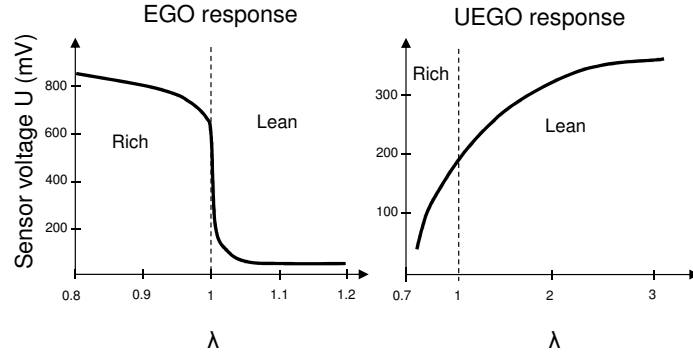 EGO response
UEGO response
Sensor voltage U (mV)
800
600
400
200
Rich
Lean
0.8
0.9
1
1.1
1.2
λ
300
200
100
Rich
Lean
0.7
1
2
3
λ